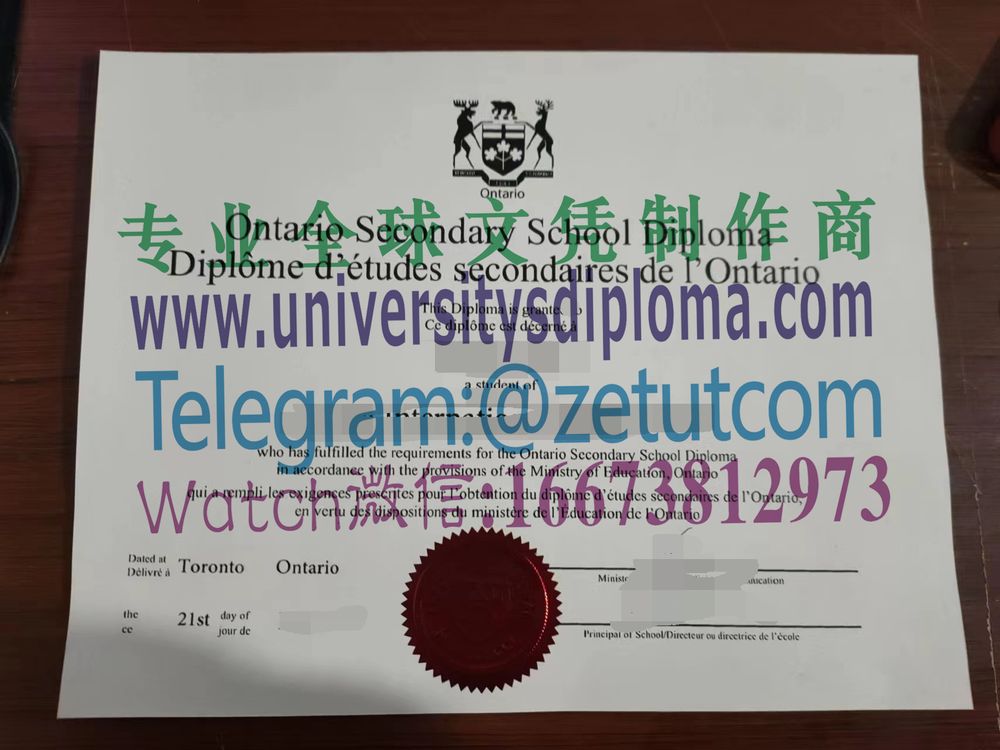 Ontario
专业全球文凭制作商
Ontario Secondary School Diploma
Diplôme d'études secondaires de l'Ontario
www.universitysdiploma.com
This Diploma is grante
Ce diplôme est décerné à
a student of
Telegram:@zetutcom
who has fulfilled the requirements for the Ontario Secondary School Diploma
in accordance with the provisions of the Ministry of Education, Ontario
Watch微信:16673812973
qui a rempli les exigences prescrites pour l'obtention du diplôme d'études secondaires de l'Ontario,
en vertu des dispositions du ministère de l'Éducation de l'Ontario
Dated at
Délivré à
Toronto Ontario
the
ce
21st
day of
jour de
Principal of School/Directeur ou directrice de l'école